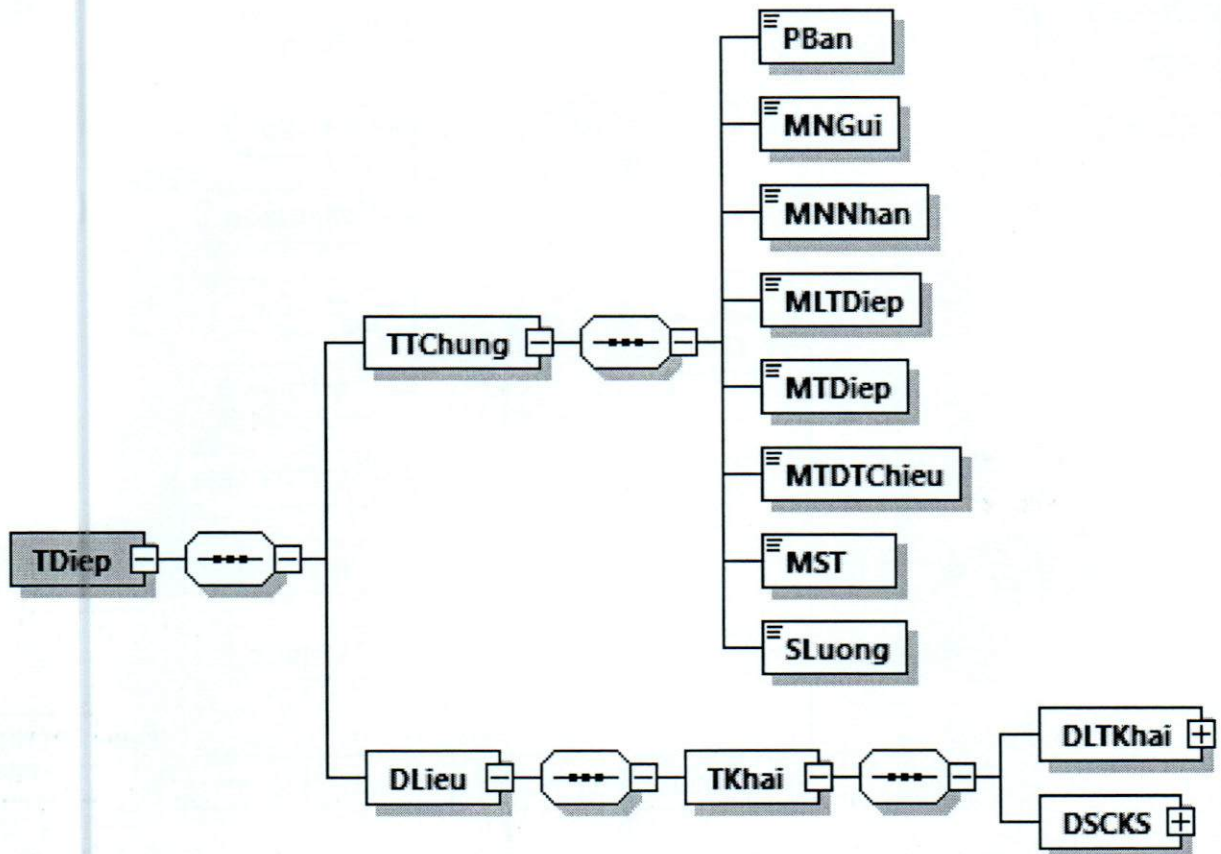 PBan
MNGui
MNNhan
MLTDiep
TTChung
MTDiep
MTDTChieu
TDiep
MST
SLuong
DLTKhai
DLieu
TKhai
DSCKS